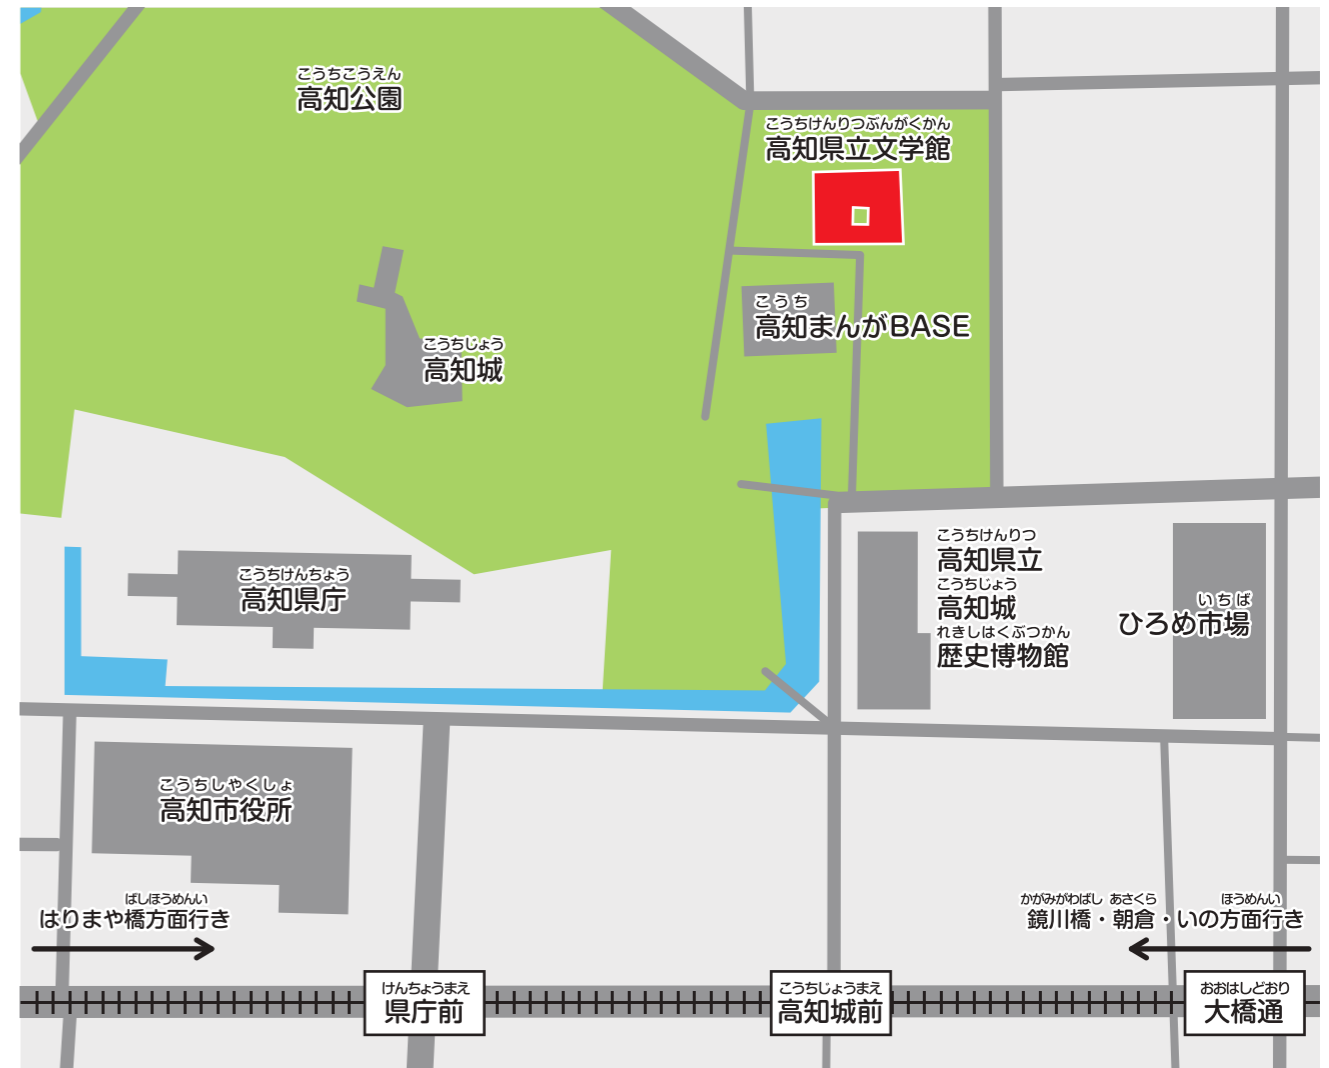 こうちこうえん
高知公園
こうちけんりつぶんがくかん
高知県立文学館
こうち
高知まんがBASE
こうちじょう
高知城
こうちけんりつ
高知県立
こうちじょう
高知城
れきしはくぶつかん
歴史博物館
いちば
ひろめ市場
こうちけんちょう
高知県庁
こうちしやくしょ
高知市役所
ばしほうめんい
はりまや橋方面行き
かがみがわばし あさくら ほうめんい
鏡川橋・朝倉・いの方面行き
けんちょうまえ
県庁前
こうちじょうまえ
高知城前
おおはしどおり
大橋通